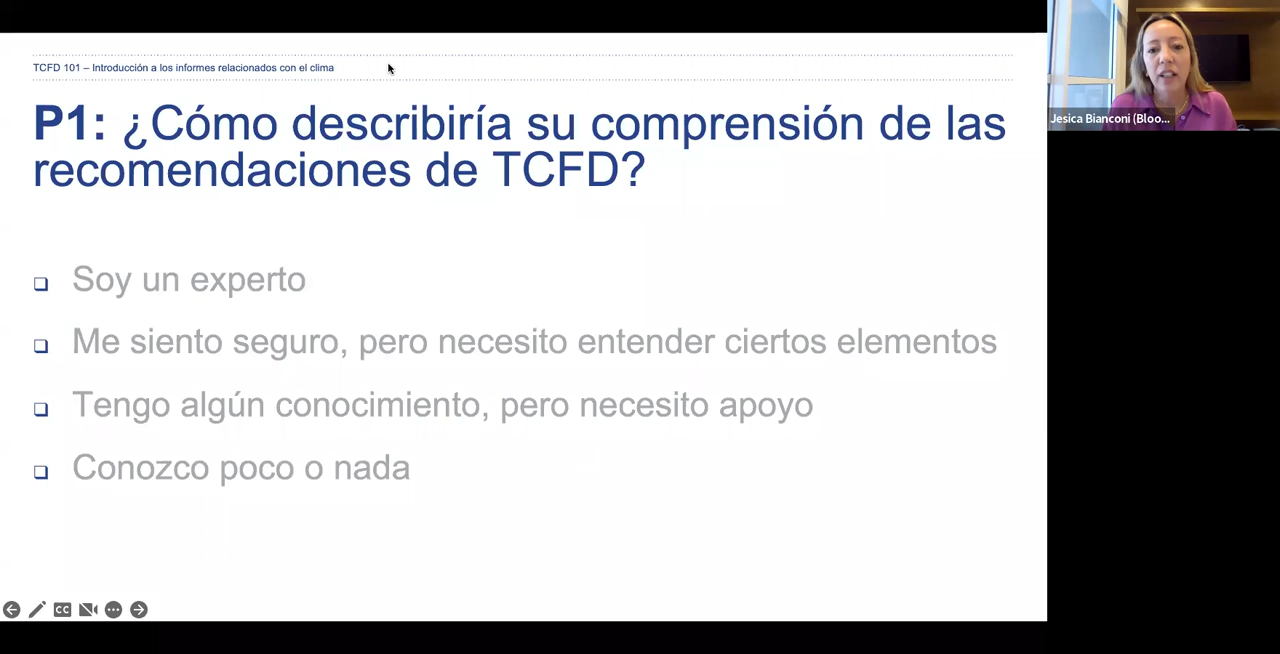 TCFD 101 – Introducción a los informes relacionados con el clima
P1: ¿Cómo describiría su comprensión de las
recomendaciones de TCFD?
Soy un experto
Me siento seguro, pero necesito entender ciertos elementos
Tengo algún conocimiento, pero necesito apoyo
Conozco poco o nada
CC
Jesica Bianconi (Bloo...